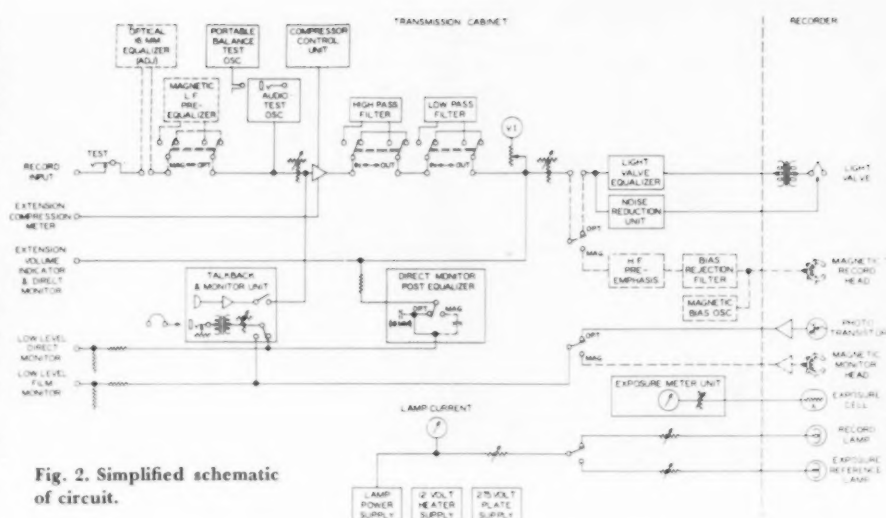 TRANSMISSION CABINET
RECORDER
OPTICAL
16 MM
EQUALIZER
(ADJ)
PORTABLE
BALANCE
TEST
OSC
COMPRESSOR
CONTROL
UNIT
MAGNETIC
L F
PRE-
EQUALIZER
AUDIO
TEST
OSC
HIGH PASS
FILTER
LOW PASS
FILTER
V I
TEST
MAG OPT
IN OUT
IN OUT
RECORD
INPUT
LIGHT
VALVE
EQUALIZER
LIGHT
VALVE
NOISE
REDUCTION
UNIT
EXTENSION
COMPRESSION
METER
OPT
MAG
EXTENSION
VOLUME
INDICATOR
& DIRECT
MONITOR
TALKBACK
& MONITOR UNIT
DIRECT MONITOR
POST EQUALIZER
OPT MAG
H F
PRE-
EMPHASIS
BIAS
REJECTION
FILTER
MAGNETIC
RECORD
HEAD
MAGNETIC
BIAS OSC
LOW LEVEL
DIRECT
MONITOR
OPT
MAG
PHOTO
TRANSISTOR
LOW LEVEL
FILM
MONITOR
MAGNETIC
MONITOR
HEAD
EXPOSURE METER UNIT
EXPOSURE
CELL
LAMP CURRENT
RECORD
LAMP
EXPOSURE
REFERENCE
LAMP
LAMP
POWER
SUPPLY
12 VOLT
HEATER
SUPPLY
275 VOLT
PLATE
SUPPLY
Fig. 2. Simplified schematic
of circuit.